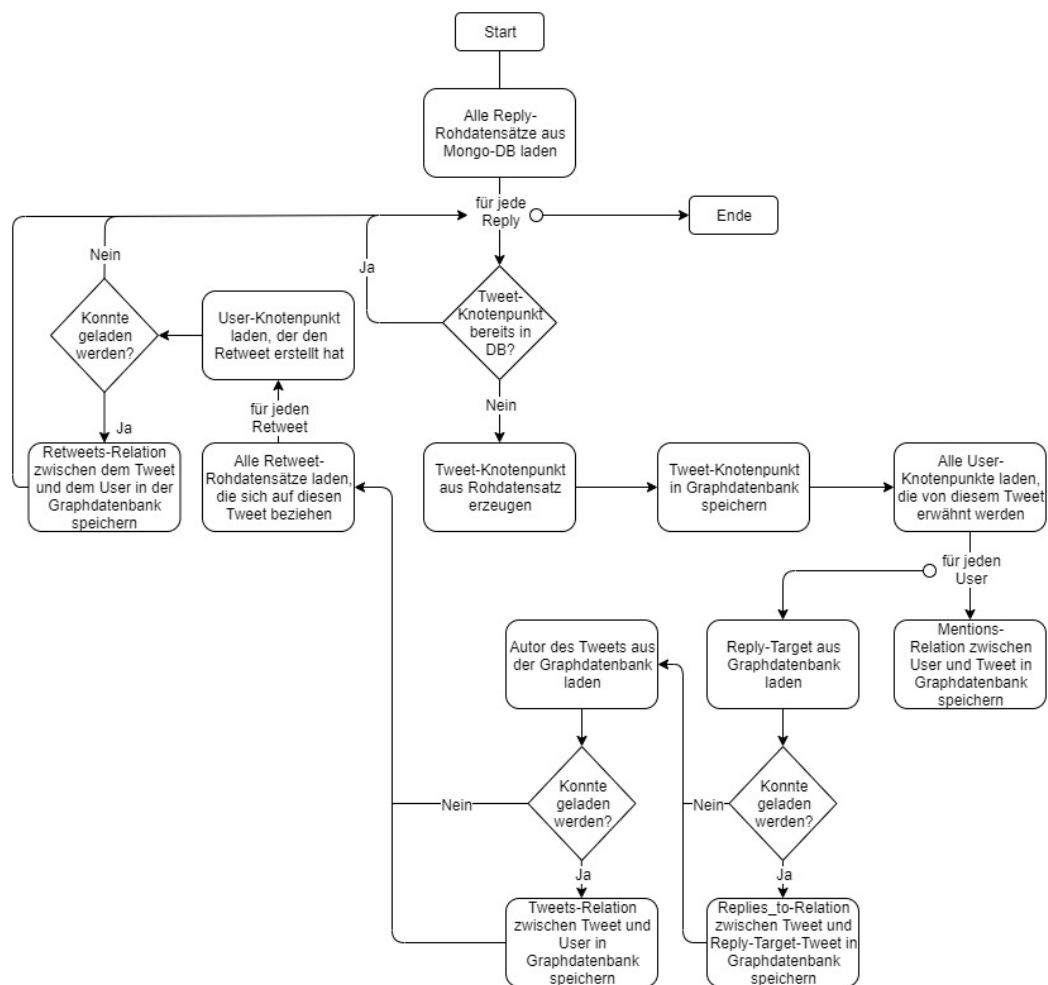 Start
Alle Reply-
Rohdatensätze aus
Mongo-DB laden
für jede
Reply
Ende
Nein
Ja
Tweet-
Knotenpunkt
bereits in
DB?
Konnte
geladen
werden?
User-Knotenpunkt
laden, der den
Retweet erstellt hat
Nein
für jeden
Retweet
Ja
Retweets-Relation
zwischen dem Tweet
und dem User in der
Graphdatenbank
speichern
Alle Retweet-
Rohdatensätze laden,
die sich auf diesen
Tweet beziehen
Tweet-Knotenpunkt
aus Rohdatensatz
erzeugen
Tweet-Knotenpunkt
in Graphdatenbank
speichern
Alle User-
Knotenpunkte laden,
die von diesem Tweet
erwähnt werden
für jeden
User
Autor des Tweets aus
der Graphdatenbank
laden
Reply-Target aus
Graphdatenbank
laden
Mentions-
Relation zwischen
User und Tweet in
Graphdatenbank
speichern
Nein
Konnte
geladen
werden?
Nein
Konnte
geladen
werden?
Ja
Ja
Tweets-Relation
zwischen Tweet und
User in
Graphdatenbank
speichern
Replies_to-Relation
zwischen Tweet und
Reply-Target-Tweet in
Graphdatenbank
speichern